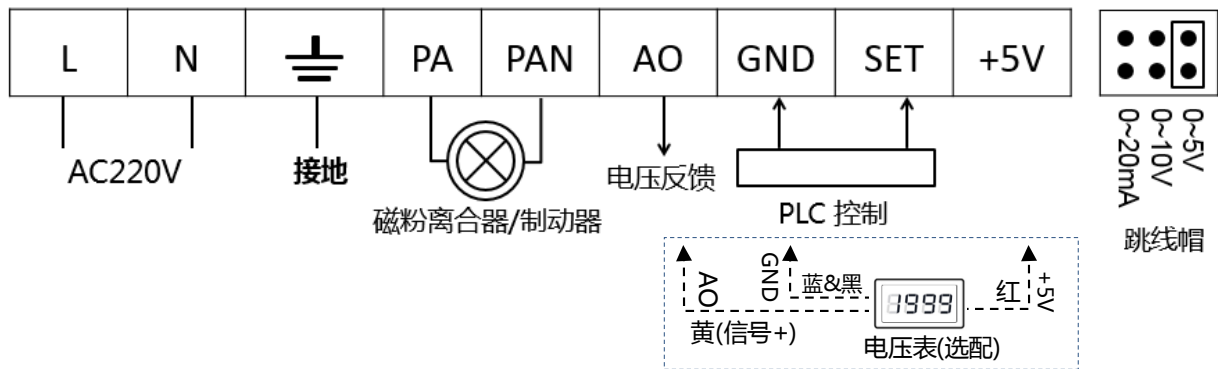 L N PA PAN AO GND SET +5V
0~5V
0~10V
0~20mA
AC220V
接地
磁粉离合器/制动器
电压反馈
PLC 控制
跳线帽
AO
GND
蓝&黑
1999
红
+5V
黄(信号+)
电压表(选配)